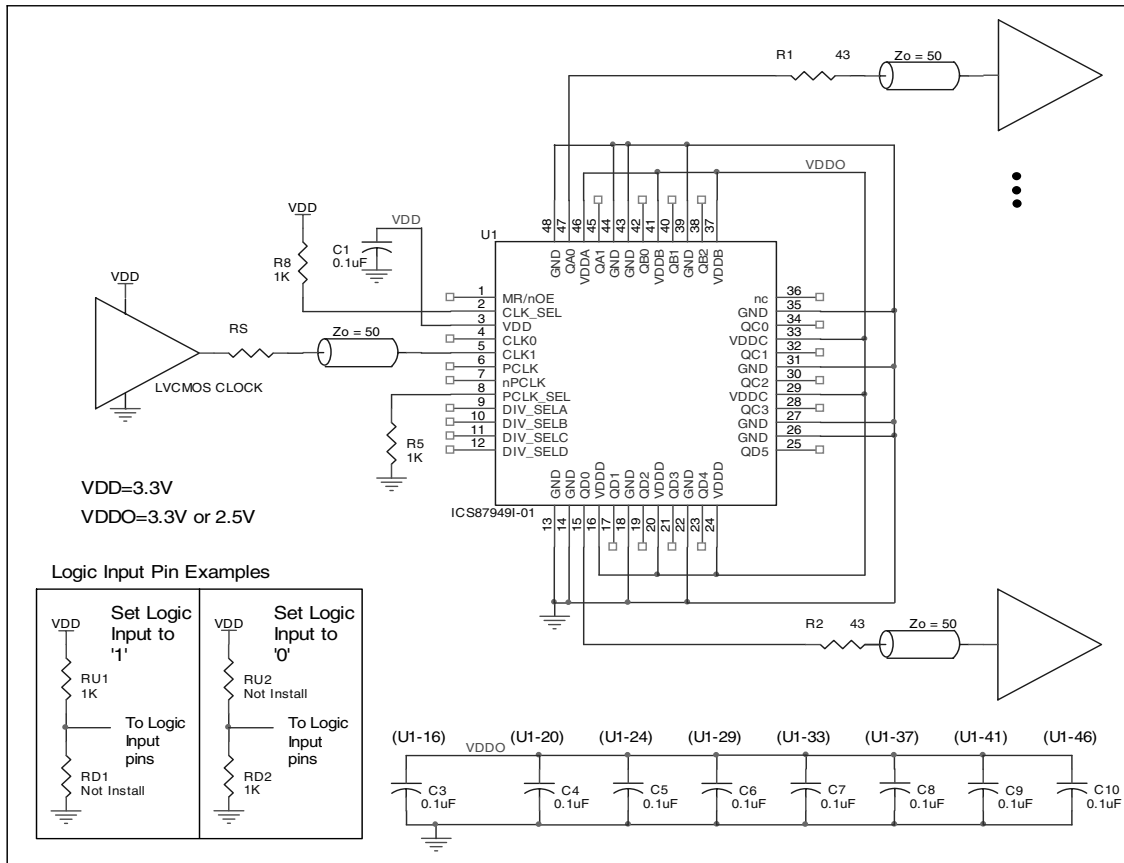 R1 43 Zo = 50
VDDO
48 47 46 45 44 43 42 41 40 39 38 37
U1
GND QA0 VDDA QA1 GND GND QB0 VDDB QB1 GND QB2 VDDB
VDD
VDD
C1
0.1uF
R8
1K
VDD
RS
Zo = 50
LVCMOS CLOCK
1 MR/nOE
2 CLK_SEL
3 VDD
4 CLK0
5 CLK1
6 PCLK
7 nPCLK
8 PCLK_SEL
9 DIV_SELA
10 DIV_SELB
11 DIV_SELC
12 DIV_SELD
nc 36
GND 35
QC0 34
VDDC 33
QC1 32
GND 31
QC2 30
VDDC 29
QC3 28
GND 27
GND 26
QD5 25
R5
1K
GND GND QD0 VDDD QD1 GND QD2 VDDD QD3 GND QD4 VDDD
ICS87949I-01
13 14 15 16 17 18 19 20 21 22 23 24
VDD=3.3V
VDDO=3.3V or 2.5V
R2 43 Zo = 50
Logic Input Pin Examples
VDD
Set Logic
Input to
'1'
RU1
1K
To Logic
Input
pins
RD1
Not Install
VDD
Set Logic
Input to
'0'
RU2
Not Install
To Logic
Input
pins
RD2
1K
(U1-16) VDDO (U1-20) (U1-24) (U1-29) (U1-33) (U1-37) (U1-41) (U1-46)
C3
0.1uF
C4
0.1uF
C5
0.1uF
C6
0.1uF
C7
0.1uF
C8
0.1uF
C9
0.1uF
C10
0.1uF